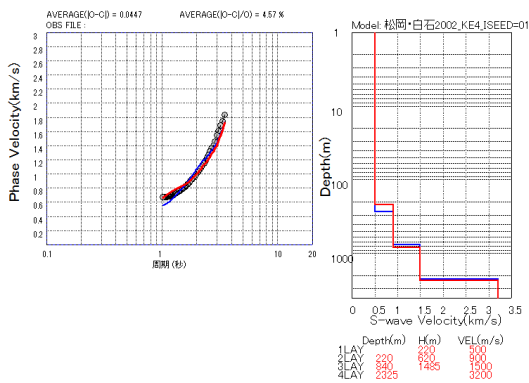 AVERAGE(|O-C|) = 0.0447 AVERAGE(|O-C|/O) = 4.57 %
OBS FILE :
3
2.8
2.6
2.4
2.2
2
1.8
1.6
1.4
1.2
1
0.8
0.6
0.4
0.2
Phase Velocity(km/s)
0.1 1 10 20
周期(秒)
Model: 松岡・白石2002_KE4_ISEED=01
1
10
100
1000
Depth(m)
0 0.5 1 1.5 2 2.5 3 3.5
S-wave Velocity(km/s)
Depth(m) H(m) VEL(m/s)
1LAY 220 500
2LAY 220 620 900
3LAY 840 1485 1500
4LAY 2325 3200